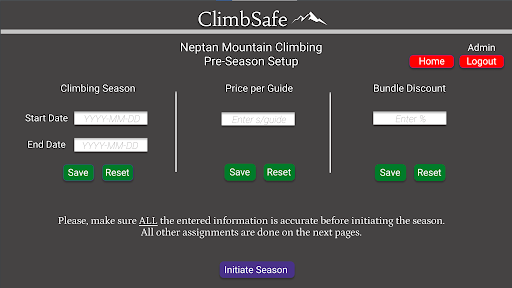 ClimbSafe
Neptan Mountain Climbing
Pre-Season Setup
Admin
Home
Logout
Climbing Season
Start Date
YYYY-MM-DD
End Date
YYYY-MM-DD
Save
Reset
Price per Guide
Enter s/guide
Save
Reset
Bundle Discount
Enter %
Save
Reset
Please, make sure ALL the entered information is accurate before initiating the season.
All other assignments are done on the next pages.
Initiate Season